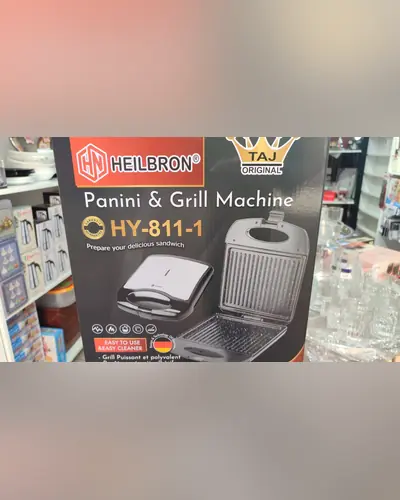 HN HEILBRON®
TAJ
ORIGINAL
Panini & Grill Machine
HY-811-1
Prepare your delicious sandwich
EASY TO USE
&EASY CLEANER
- Grill Puissant et polyvalent